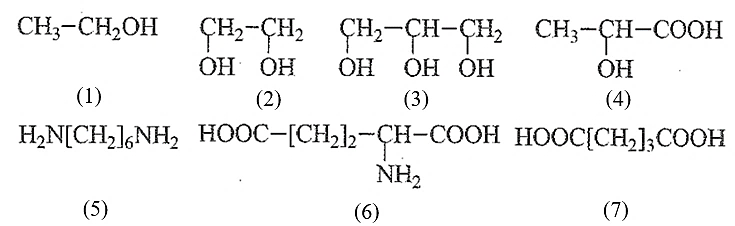 CH₃-CH₂OH CH₂-CH₂ CH₂-CH-CH₂ CH₃-CH-COOH
OH OH OH OH OH OH
(1) (2) (3) (4)
H₂N[CH₂]₆NH₂ HOOC-[CH₂]₂-CH-COOH HOOC[CH₂]₃COOH
NH₂
(5) (6) (7)